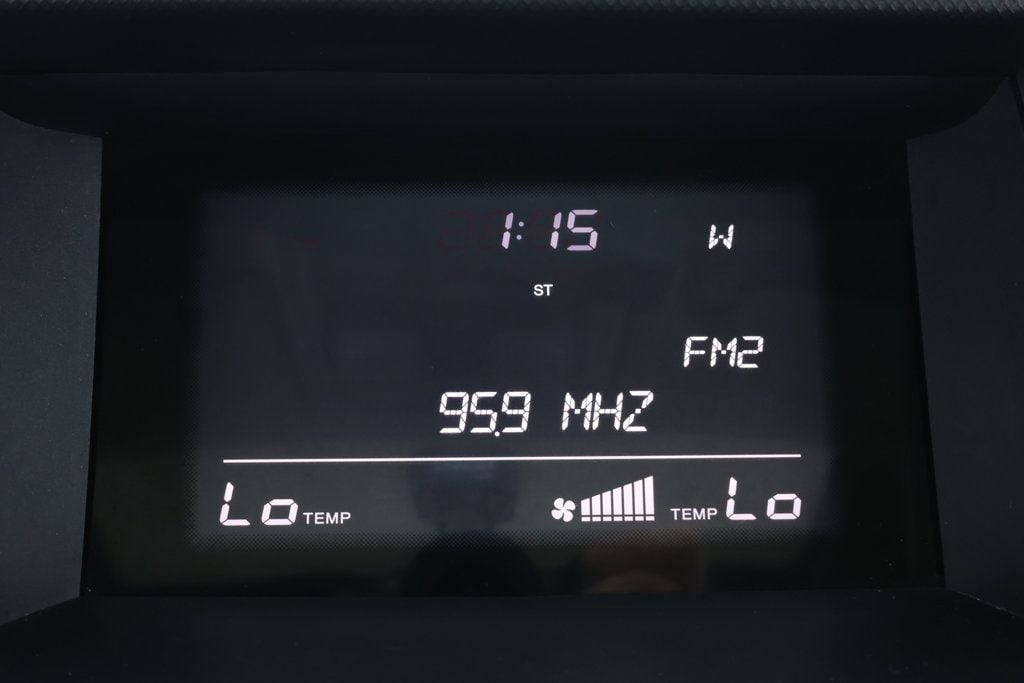 1:15 W
ST
FM2
95.9 MHZ
Lo TEMP TEMP Lo